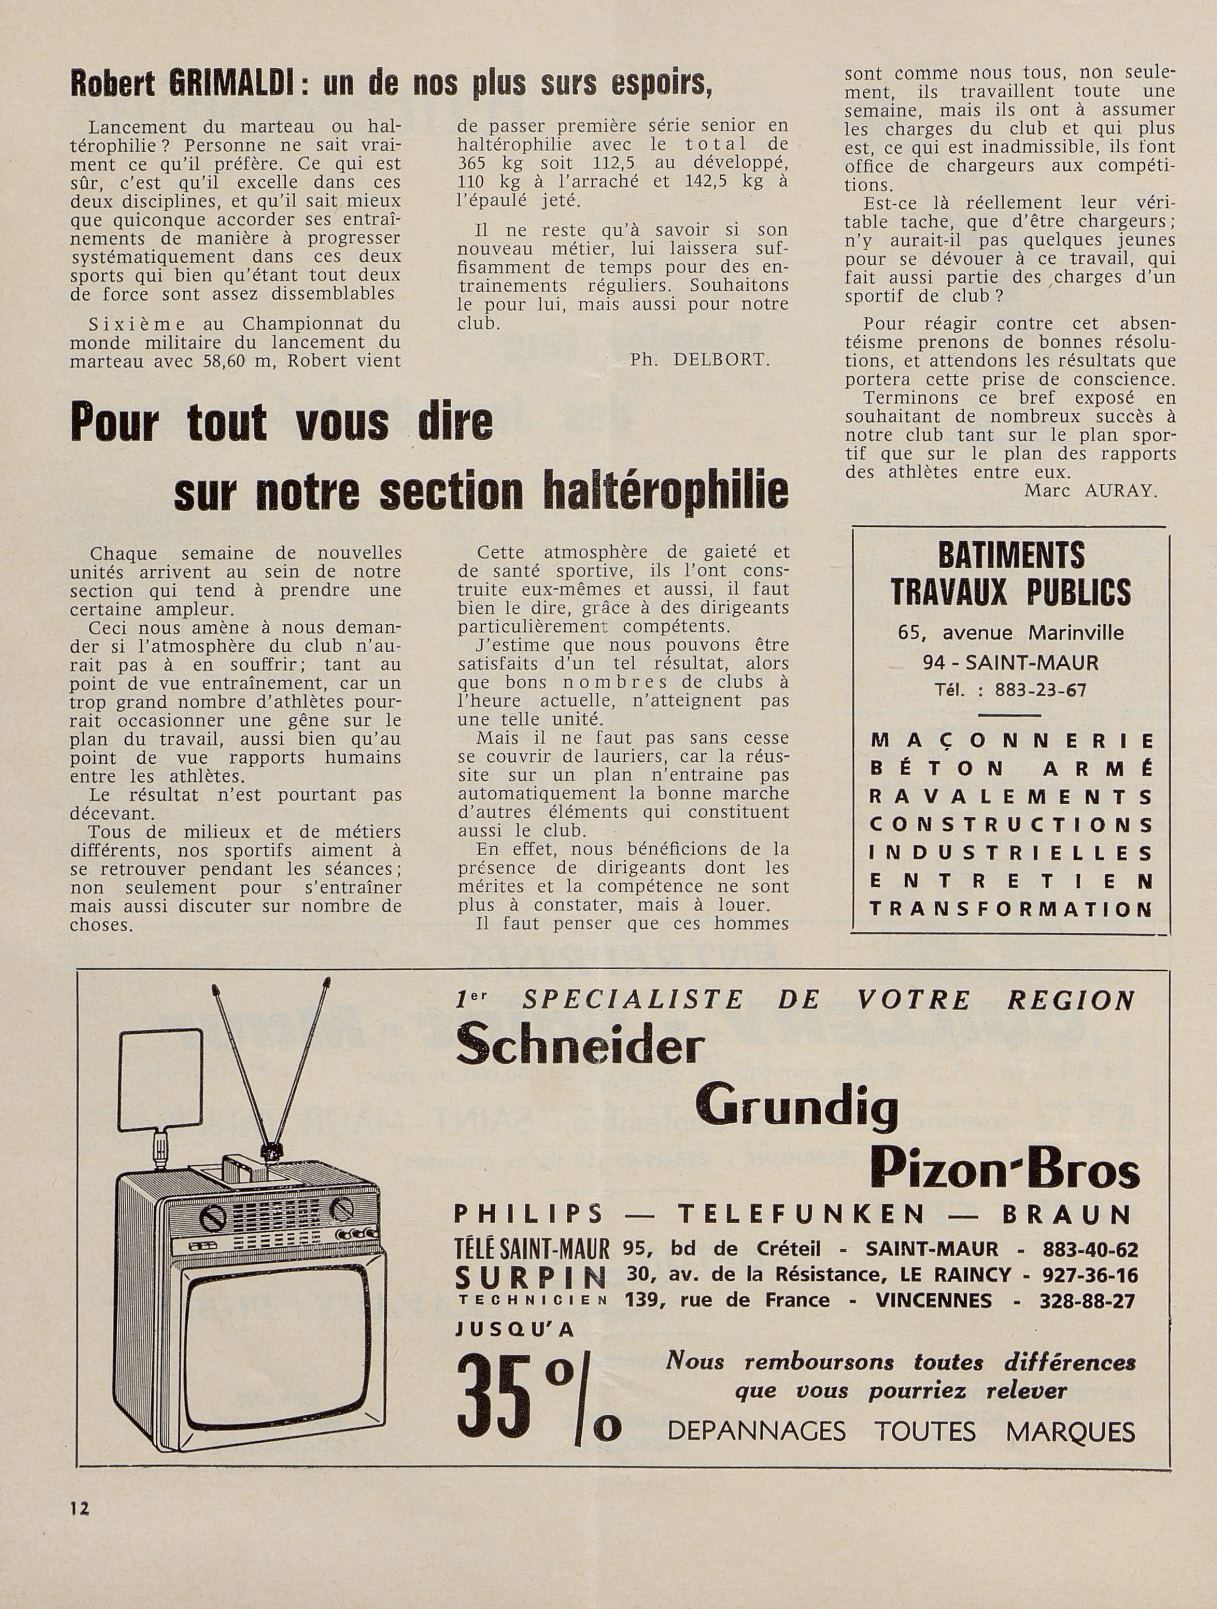 Robert GRIMALDI : un de nos plus surs espoirs,
Lancement du marteau ou hal-
térophilie ? Personne ne sait vrai-
ment ce qu'il préfère. Ce qui est
sûr, c'est qu'il excelle dans ces
deux disciplines, et qu'il sait mieux
que quiconque accorder ses entraî-
nements de manière à progresser
systématiquement dans ces deux
sports qui bien qu'étant tout deux
de force sont assez dissemblables
Sixième au Championnat du
monde militaire du lancement du
marteau avec 58,60 m, Robert vient
de passer première série senior en
haltérophilie avec le total de
365 kg soit 112,5 au développé,
110 kg à l'arraché et 142,5 kg à
l'épaulé jeté.
Il ne reste qu'à savoir si son
nouveau métier, lui laissera suf-
fisamment de temps pour des en-
trainements réguliers. Souhaitons
le pour lui, mais aussi pour notre
club.
Ph. DELBORT.
Pour tout vous dire
sur notre section haltérophilie
Chaque semaine de nouvelles
unités arrivent au sein de notre
section qui tend à prendre une
certaine ampleur.
Ceci nous amène à nous deman-
der si l'atmosphère du club n'au-
rait pas à en souffrir ; tant au
point de vue entraînement, car un
trop grand nombre d'athlètes pour-
rait occasionner une gêne sur le
plan du travail, aussi bien qu'au
point de vue rapports humains
entre les athlètes.
Le résultat n'est pourtant pas
décevant.
Tous de milieux et de métiers
différents, nos sportifs aiment à
se retrouver pendant les séances ;
non seulement pour s'entraîner
mais aussi discuter sur nombre de
choses.
Cette atmosphère de gaieté et
de santé sportive, ils l'ont cons-
truite eux-mêmes et aussi, il faut
bien le dire, grâce à des dirigeants
particulièrement compétents.
J'estime que nous pouvons être
satisfaits d'un tel résultat, alors
que bons nombres de clubs à
l'heure actuelle, n'atteignent pas
une telle unité.
Mais il ne faut pas sans cesse
se couvrir de lauriers, car la réus-
site sur un plan n'entraine pas
automatiquement la bonne marche
d'autres éléments qui constituent
aussi le club.
En effet, nous bénéficions de la
présence de dirigeants dont les
mérites et la compétence ne sont
plus à constater, mais à louer.
Il faut penser que ces hommes
sont comme nous tous, non seule-
ment, ils travaillent toute une
semaine, mais ils ont à assumer
les charges du club et qui plus
est, ce qui est inadmissible, ils font
office de chargeurs aux compéti-
tions.
Est-ce là réellement leur véri-
table tache, que d'être chargeurs ;
n'y aurait-il pas quelques jeunes
pour se dévouer à ce travail, qui
fait aussi partie des charges d'un
sportif de club ?
Pour réagir contre cet absen-
téisme prenons de bonnes résolu-
tions, et attendons les résultats que
portera cette prise de conscience.
Terminons ce bref exposé en
souhaitant de nombreux succès à
notre club tant sur le plan spor-
tif que sur le plan des rapports
des athlètes entre eux.
Marc AURAY.
BATIMENTS
TRAVAUX PUBLICS
65, avenue Marinville
94 - SAINT-MAUR
Tél. : 883-23-67
MAÇONNERIE
BÉTON ARMÉ
RAVALEMENTS
CONSTRUCTIONS
INDUSTRIELLES
ENTRETIEN
TRANSFORMATION
1er SPECIALISTE DE VOTRE REGION
Schneider
Grundig
Pizon-Bros
PHILIPS — TELEFUNKEN — BRAUN
TÉLÉ SAINT-MAUR 95, bd de Créteil - SAINT-MAUR - 883-40-62
SURPIN 30, av. de la Résistance, LE RAINCY - 927-36-16
TECHNICIEN 139, rue de France - VINCENNES - 328-88-27
JUSQU'A
35 %
Nous remboursons toutes différences
que vous pourriez relever
DEPANNAGES TOUTES MARQUES
12